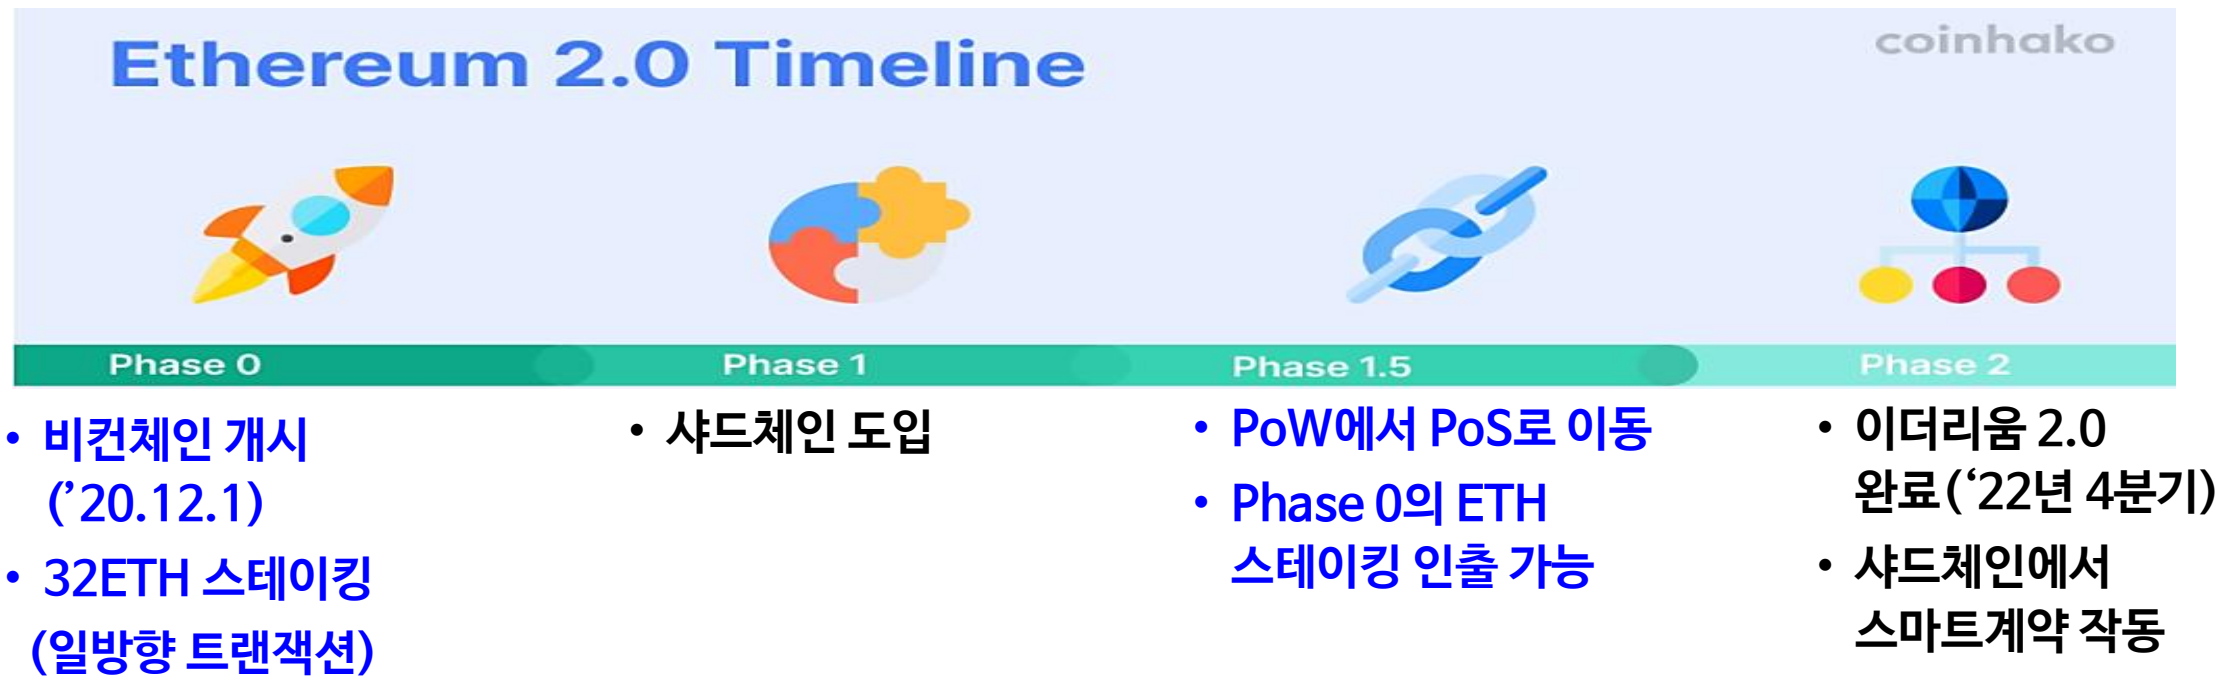 Ethereum 2.0 Timeline
coinhako
Phase 0
Phase 1
Phase 1.5
Phase 2
• 비컨체인 개시
(’20.12.1)
• 32ETH 스테이킹
(일방향 트랜잭션)
• 샤드체인 도입
• PoW에서 PoS로 이동
• Phase 0의 ETH
스테이킹 인출 가능
• 이더리움 2.0
완료(‘22년 4분기)
• 샤드체인에서
스마트계약 작동